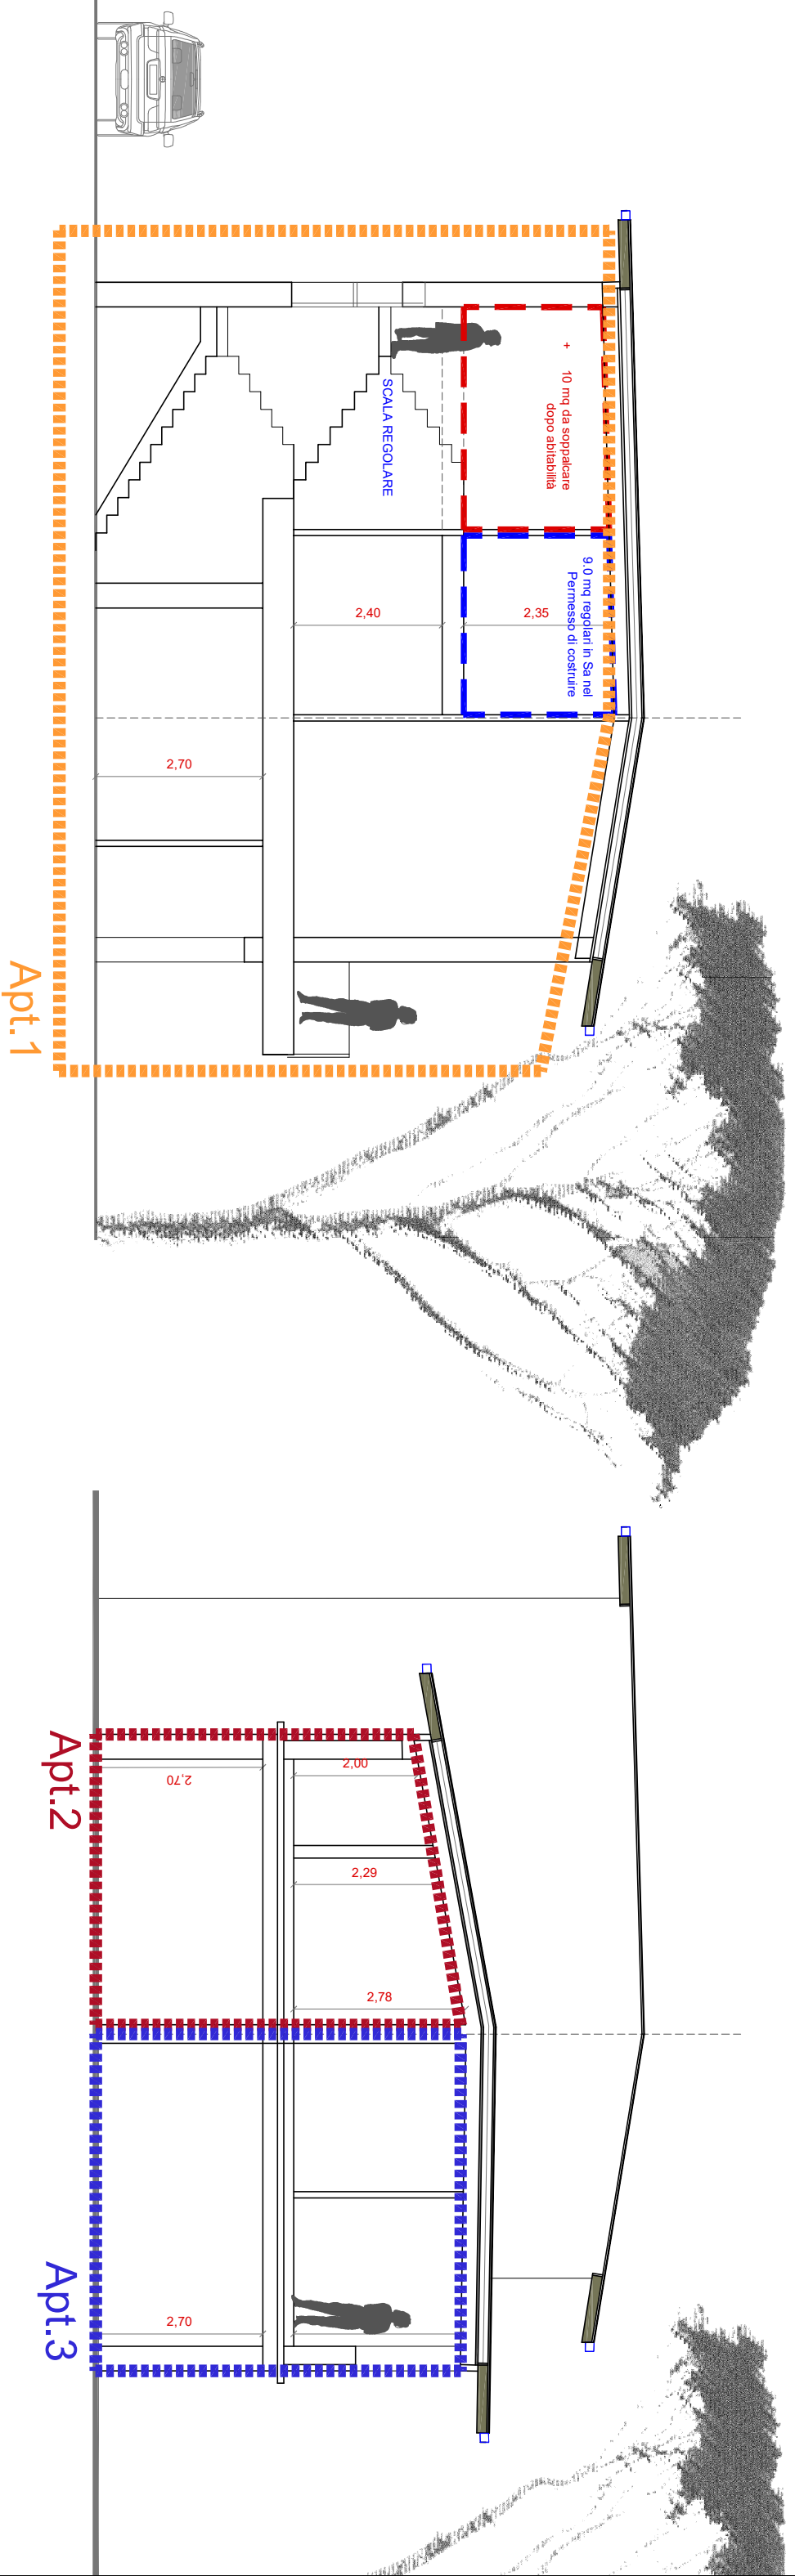 + 10 mq da soppalcare
dopo abitabilità
9.0 mq regolari in Sa nel
Permesso di costruire
SCALA REGOLARE
2,40
2,35
2,70
Apt.1
2,70
2,00
2,29
2,78
Apt.2
2,70
Apt.3